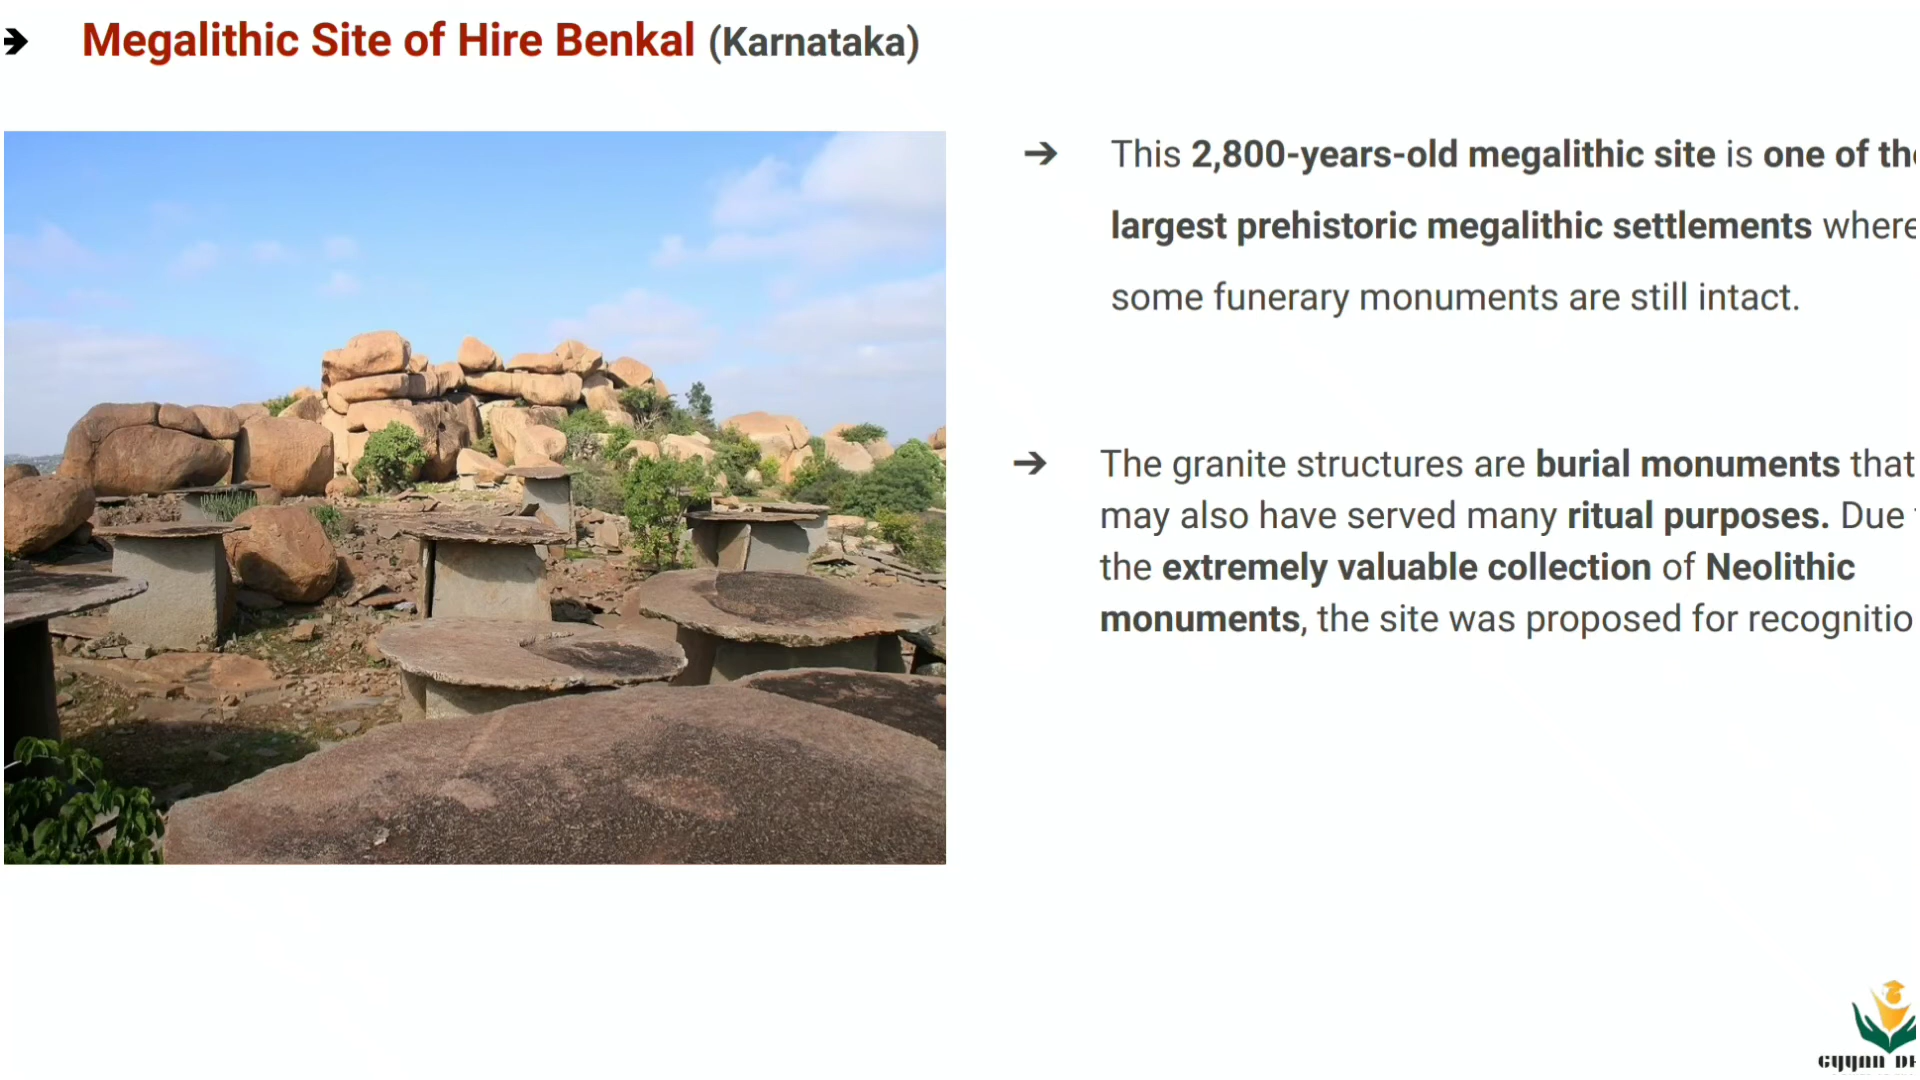 ➔ Megalithic Site of Hire Benkal (Karnataka)
➔ This 2,800-years-old megalithic site is one of
largest prehistoric megalithic settlements where
some funerary monuments are still intact.
➔ The granite structures are burial monuments that
may also have served many ritual purposes. Due
the extremely valuable collection of Neolithic
monuments, the site was proposed for
GYYAN